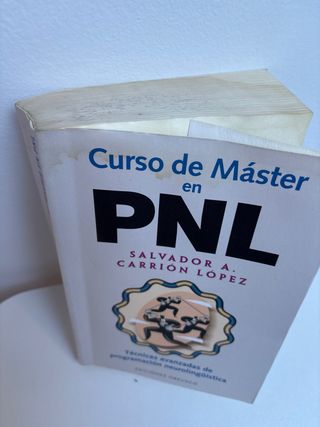 Curso de Máster
en
PNL
SALVADOR A.
CARRIÓN LÓPEZ
Técnicas avanzadas de
programación neurolingüística
EDICIONES OBELISCO